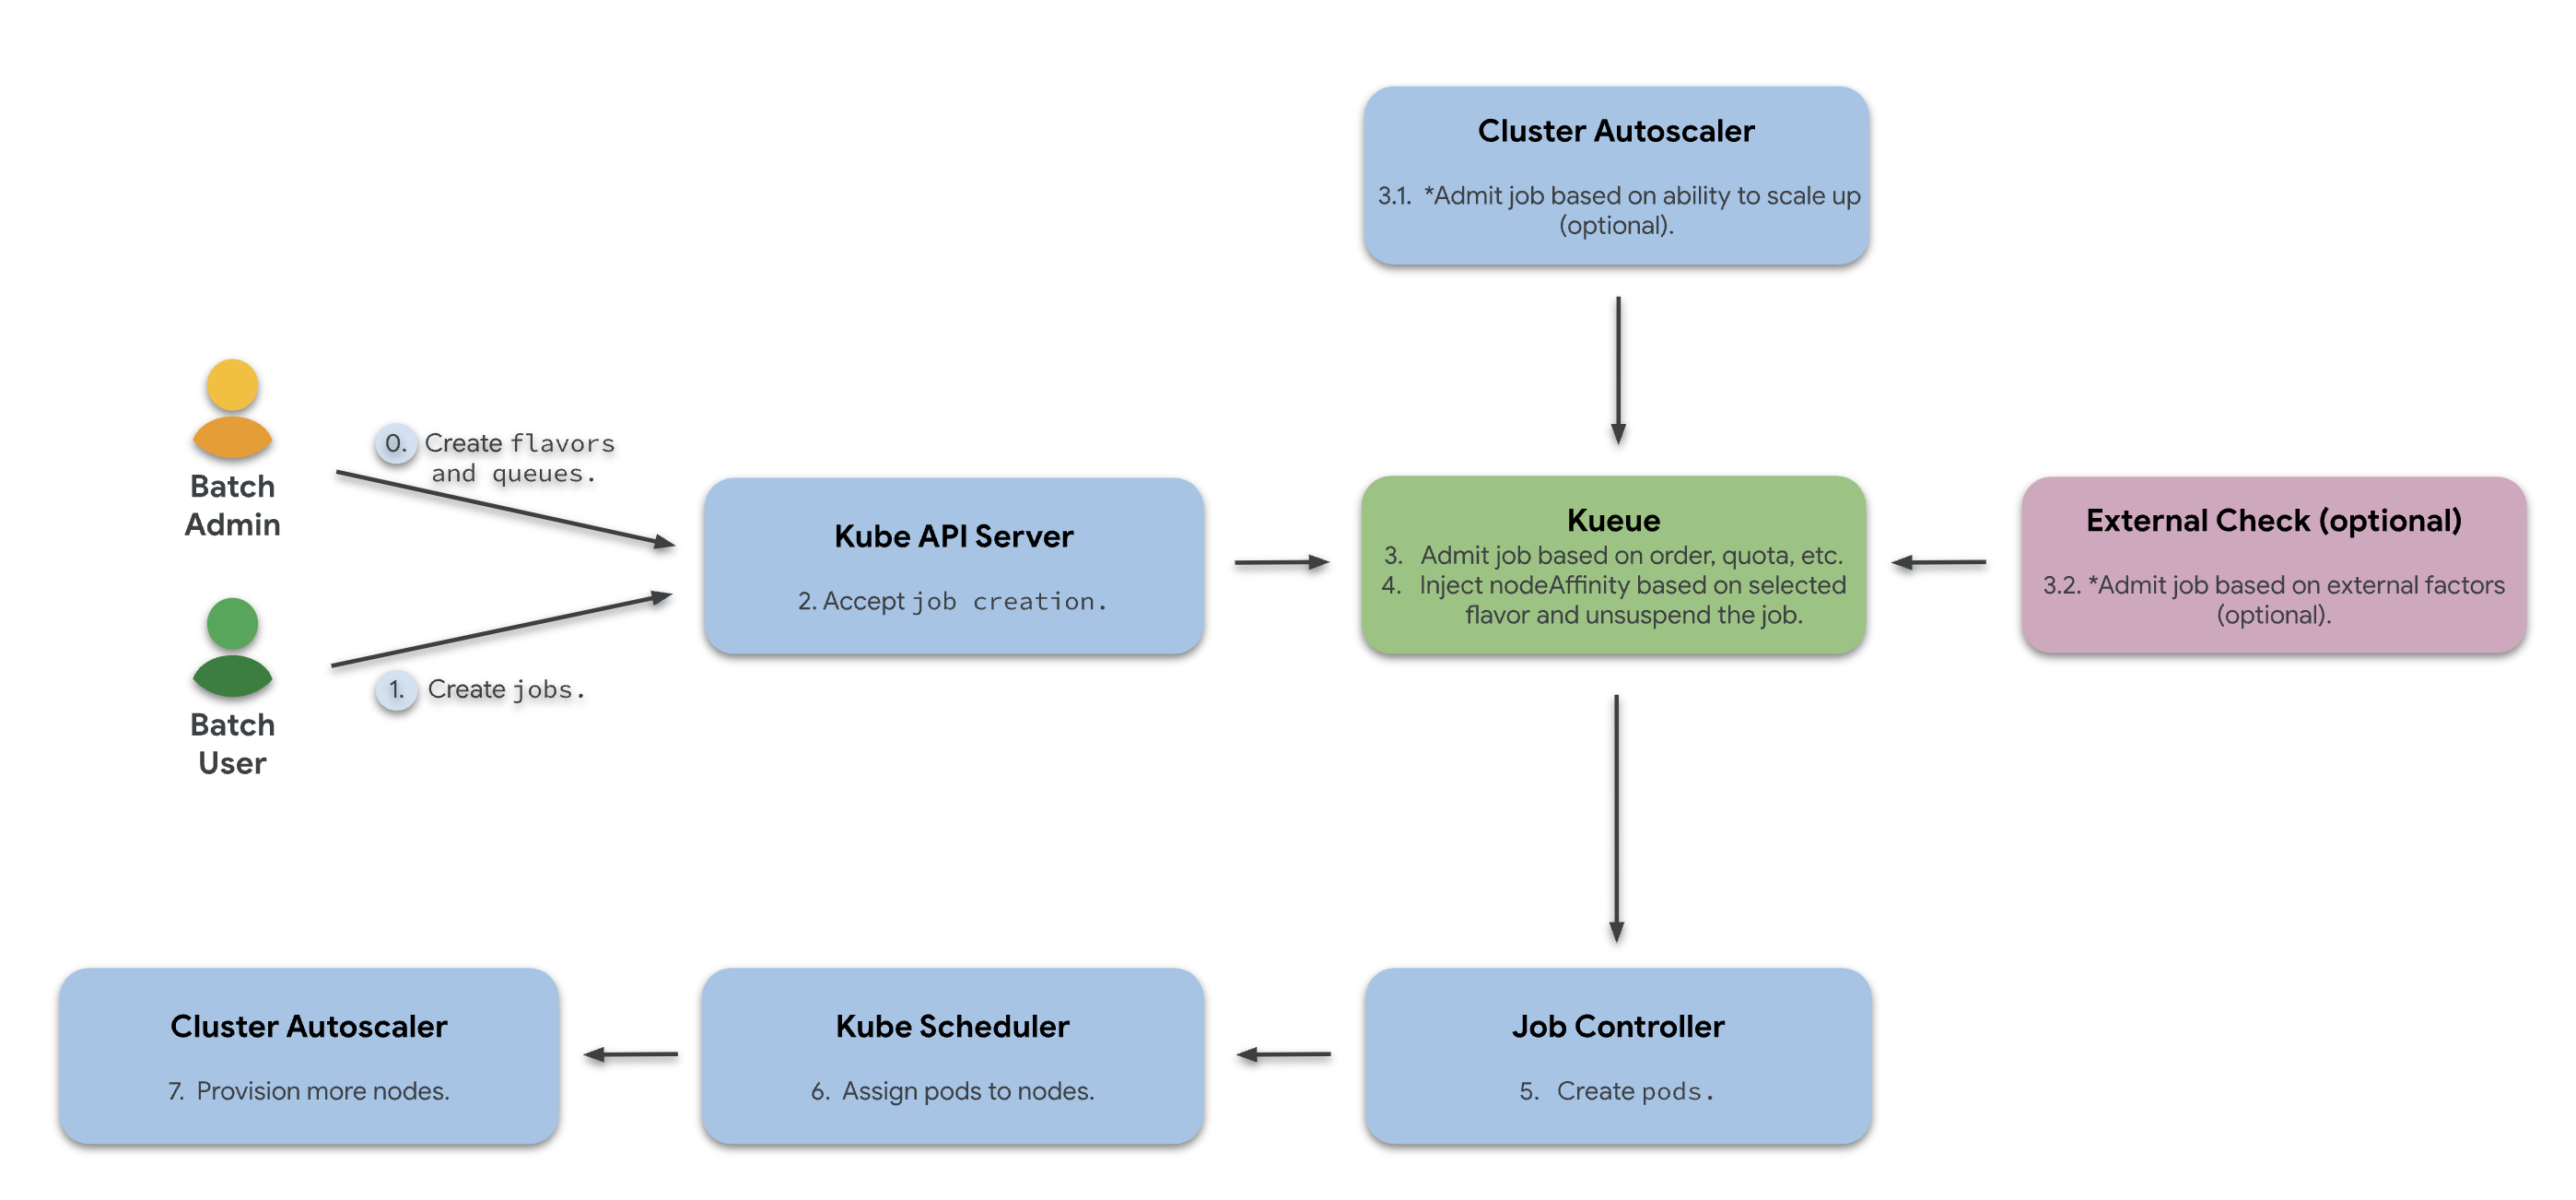 Cluster Autoscaler
3.1. *Admit job based on ability to scale up
(optional).
Batch
Admin
0. Create flavors
and queues.
Kube API Server
2. Accept job creation.
Kueue
3. Admit job based on order, quota, etc.
4. Inject nodeAffinity based on selected
flavor and unsuspend the job.
External Check (optional)
3.2. *Admit job based on external factors
(optional).
Batch
User
1. Create jobs.
Cluster Autoscaler
7. Provision more nodes.
Kube Scheduler
6. Assign pods to nodes.
Job Controller
5. Create pods.